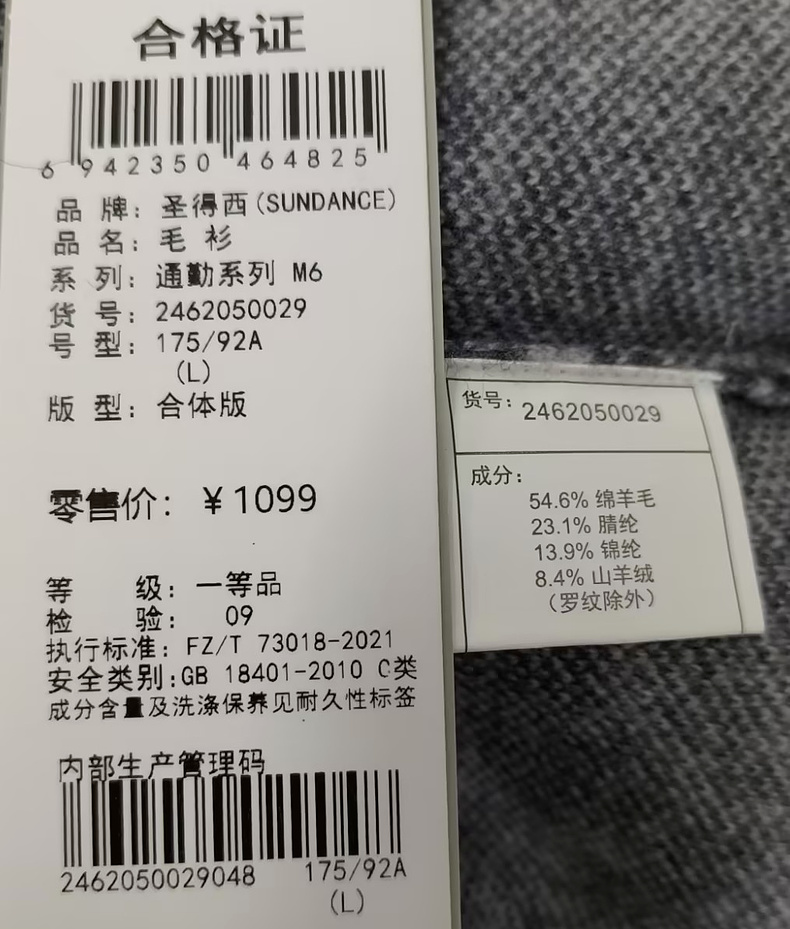 合格证
6 942350 464825
品 牌：圣得西(SUNDANCE)
品 名：毛 衫
系 列：通勤系列 M6
货 号：2462050029
号 型：175/92A
(L)
版 型：合体版
零售价：￥1099
等 级：一等品
检 验：09
执行标准：FZ/T 73018-2021
安全类别:GB 18401-2010 C类
成分含量及洗涤保养见耐久性标签
内部生产管理码
2462050029048 175/92A
(L)
货号：2462050029
成分：
54.6% 绵羊毛
23.1% 腈纶
13.9% 锦纶
8.4% 山羊绒
（罗纹除外）